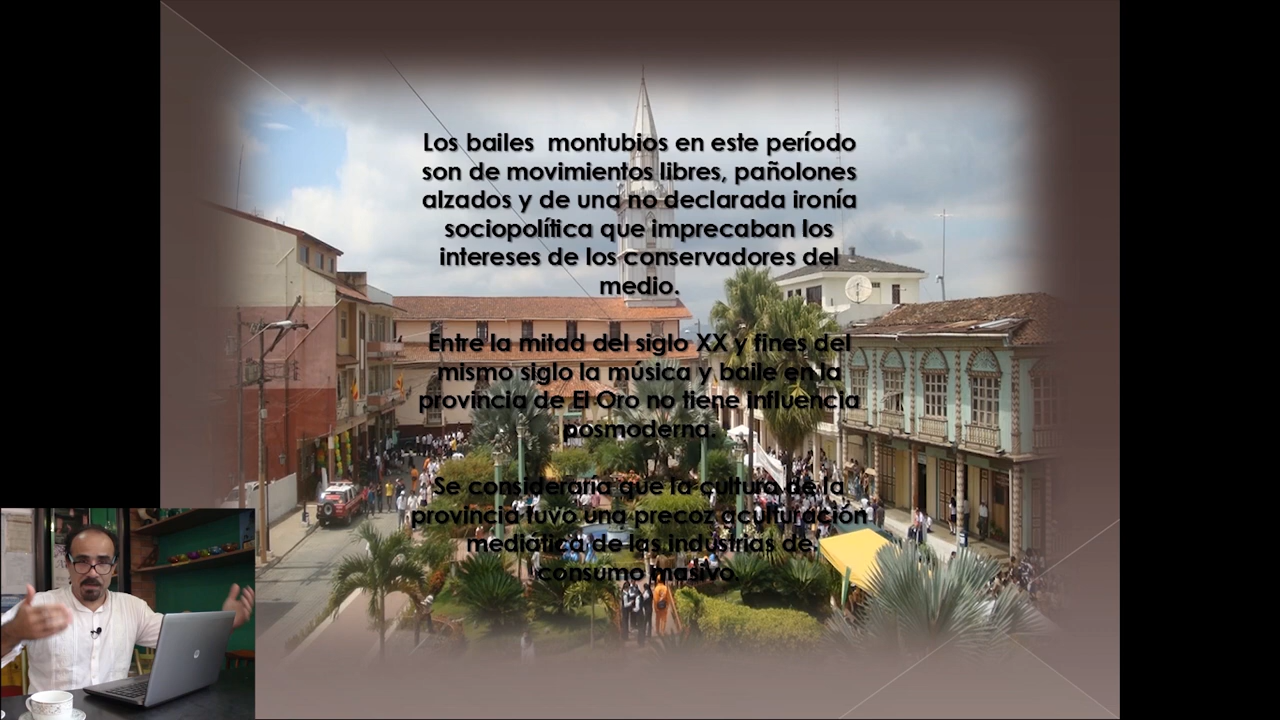 Los bailes  montubios en este período
son de movimientos libres, pañolones
alzados y de una no declarada ironía
sociopolítica que imprecaban los
intereses de los conservadores del
medio.
Entre la mitad del siglo XX y fines del
mismo siglo la música y baile en la
provincia de El Oro no tiene influencia
posmoderna.
Se consideraría que la cultura de la
provincia tuvo una precoz aculturación
mediática de las industrias de
consumo masivo.
hp